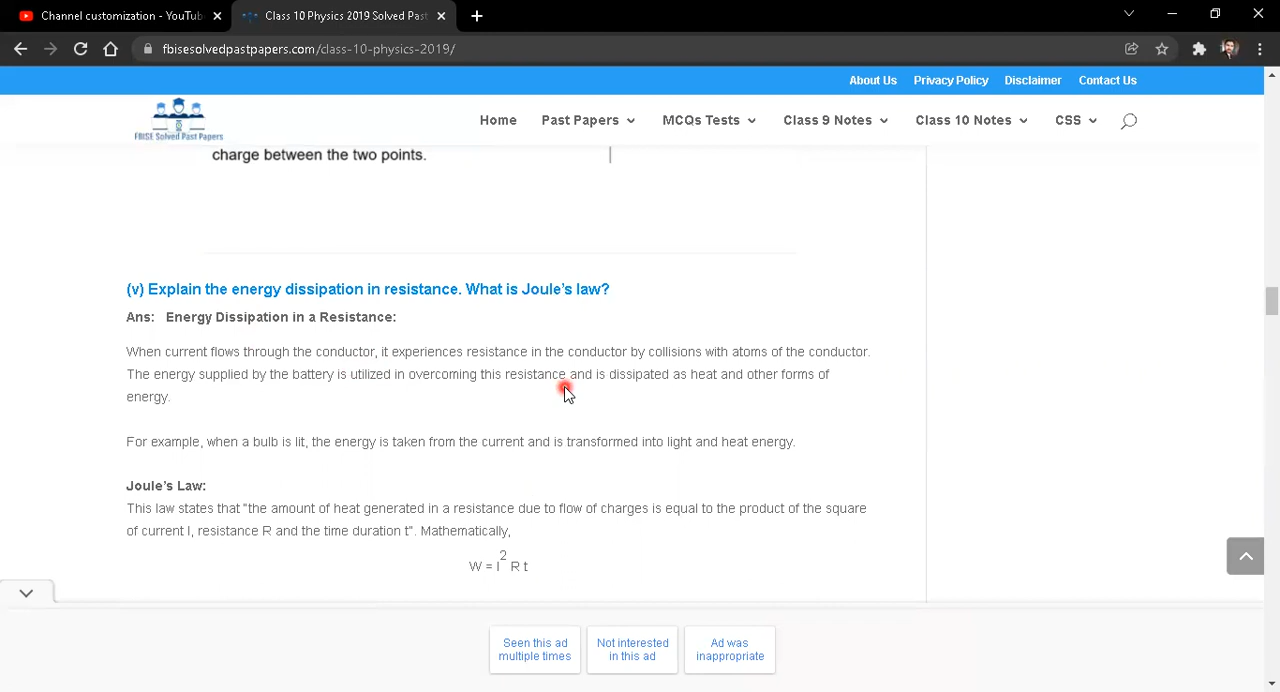 Channel customization - YouTub
Class 10 Physics 2019 Solved Past
fbisesolvedpastpapers.com/class-10-physics-2019/
About Us Privacy Policy Disclaimer Contact Us
FBISE Solved Past Papers
Home Past Papers MCQs Tests Class 9 Notes Class 10 Notes CSS
charge between the two points.
(v) Explain the energy dissipation in resistance. What is Joule's law?
Ans: Energy Dissipation in a Resistance:
When current flows through the conductor, it experiences resistance in the conductor by collisions with atoms of the conductor.
The energy supplied by the battery is utilized in overcoming this resistance and is dissipated as heat and other forms of
energy.
For example, when a bulb is lit, the energy is taken from the current and is transformed into light and heat energy.
Joule's Law:
This law states that "the amount of heat generated in a resistance due to flow of charges is equal to the product of the square
of current I, resistance R and the time duration t". Mathematically,
W = I² R t
Seen this ad Not interested Ad was
multiple times in this ad inappropriate